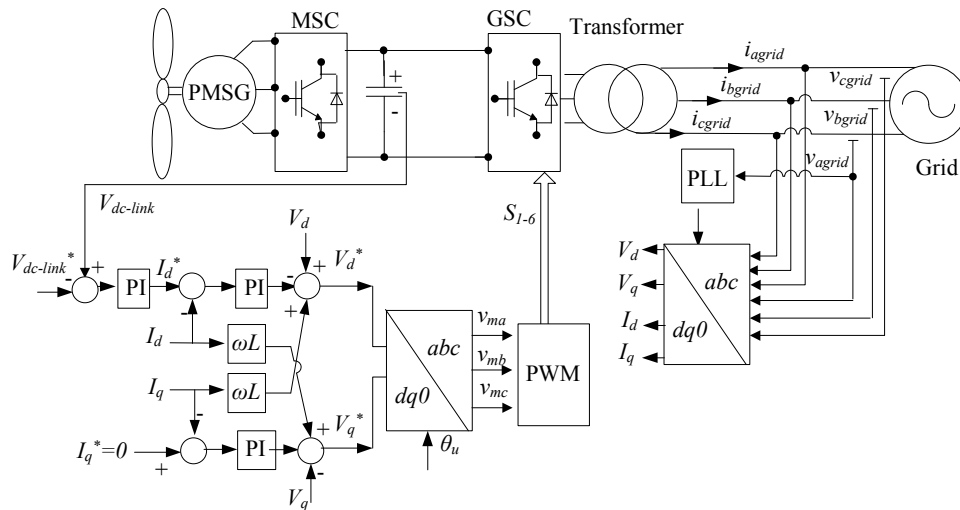 MSC
GSC
Transformer
PMSG
+
-
i_agrid
i_bgrid
i_cgrid
v_cgrid
v_bgrid
v_agrid
Grid
PLL
V_dc-link
S_1-6
V_d
V_dc-link*
+
-
PI
I_d*
-
PI
-
+
+
V_d*
I_d
ωL
I_q
ωL
-
I_q*=0
+
PI
+
-
V_q*
V_q
abc
dq0
θ_u
v_ma
v_mb
v_mc
PWM
V_d
V_q
I_d
I_q
abc
dq0